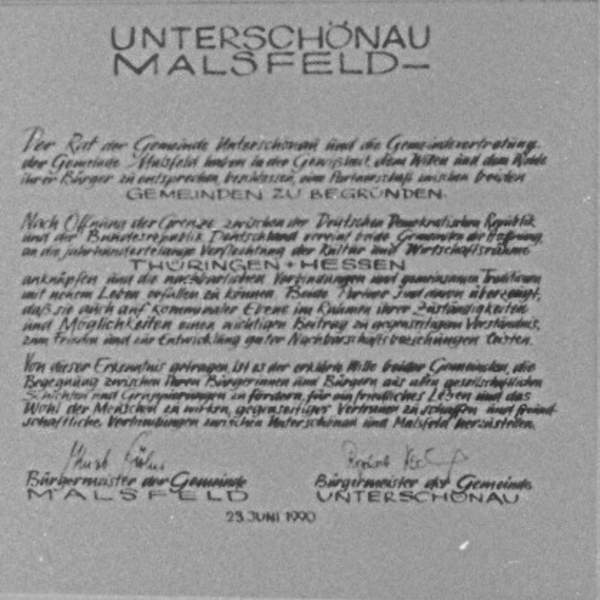 UNTERSCHÖNAU
MALSFELD—
Der Rat der Gemeinde Unterschönau und die Gemeindevertretung
der Gemeinde Malsfeld haben in der Gewißheit, dem Willen und dem Wohle
ihrer Bürger zu entsprechen, beschlossen, eine Partnerschaft zwischen beiden
GEMEINDEN ZU BEGRÜNDEN.
Nach Öffnung der Grenze zwischen der Deutschen Demokratischen Republik
und der Bundesrepublik Deutschland vereint beide Gemeinden die Hoffnung,
an die jahrhundertelange Verflechtung der Kultur und Wirtschaftsräume
THÜRINGEN + HESSEN
anknüpfen und die nachbarlichen Verbindungen und gemeinsamen Traditionen
mit neuem Leben erfüllen zu können. Beide Partner sind davon überzeugt,
daß sie auch auf kommunaler Ebene im Rahmen ihrer Zuständigkeiten
und Möglichkeiten einen wichtigen Beitrag zu gegenseitigem Verständnis,
zum Frieden und zur Entwicklung guter Nachbarschaftsbeziehungen leisten.
Von dieser Erkenntnis getragen, ist es der erklärte Wille beider Gemeinden, die
Begegnung zwischen ihren Bürgerinnen und Bürgern aus allen gesellschaftlichen
Schichten und Gruppierungen zu fördern, für ein friedliches Leben und das
Wohl der Menschen zu wirken, gegenseitiges Vertrauen zu schaffen und freund-
schaftliche Verbindungen zwischen Unterschönau und Malsfeld herzustellen.
Bürgermeister der Gemeinde
MALSFELD
Bürgermeister der Gemeinde
UNTERSCHÖNAU
23. JUNI 1990